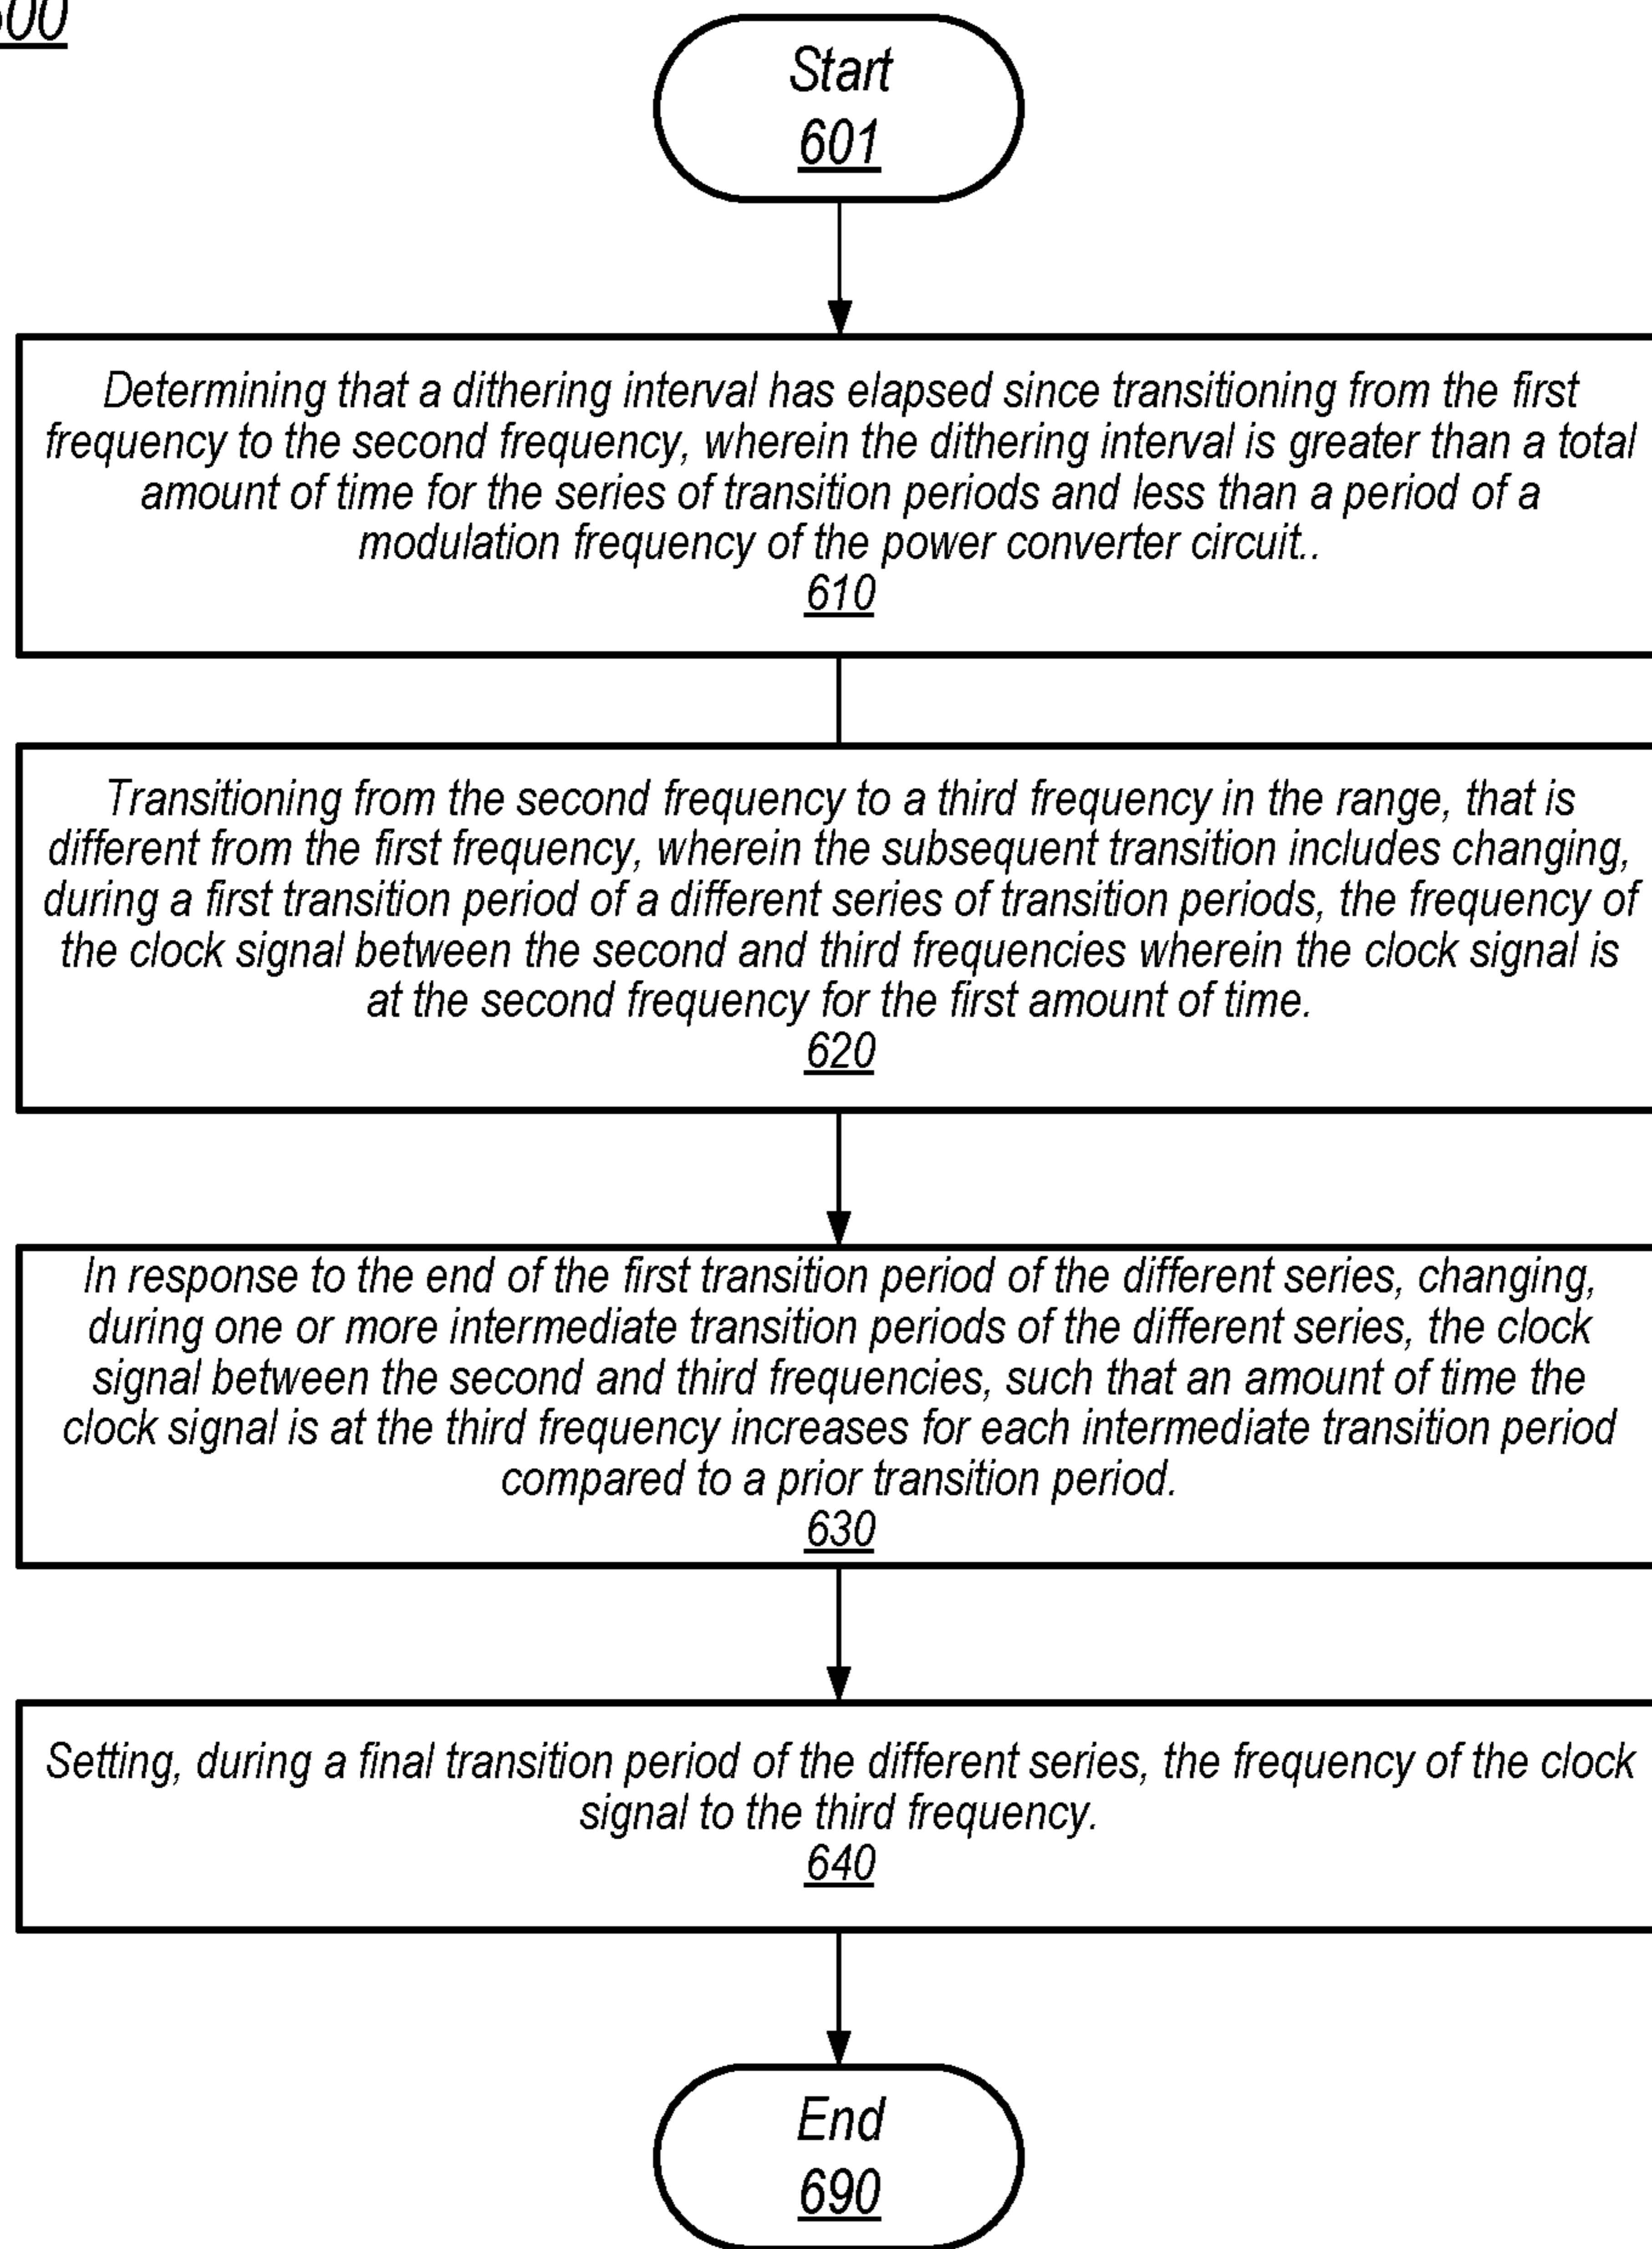 Start
601
Determining that a dithering interval has elapsed since transitioning from the first
frequency to the second frequency, wherein the dithering interval is greater than a total
amount of time for the series of transition periods and less than a period of a
modulation frequency of the power converter circuit..
610
Transitioning from the second frequency to a third frequency in the range, that is
different from the first frequency, wherein the subsequent transition includes changing,
during a first transition period of a different series of transition periods, the frequency of
the clock signal between the second and third frequencies wherein the clock signal is
at the second frequency for the first amount of time.
620
In response to the end of the first transition period of the different series, changing,
during one or more intermediate transition periods of the different series, the clock
signal between the second and third frequencies, such that an amount of time the
clock signal is at the third frequency increases for each intermediate transition period
compared to a prior transition period.
630
Setting, during a final transition period of the different series, the frequency of the clock
signal to the third frequency.
640
End
690